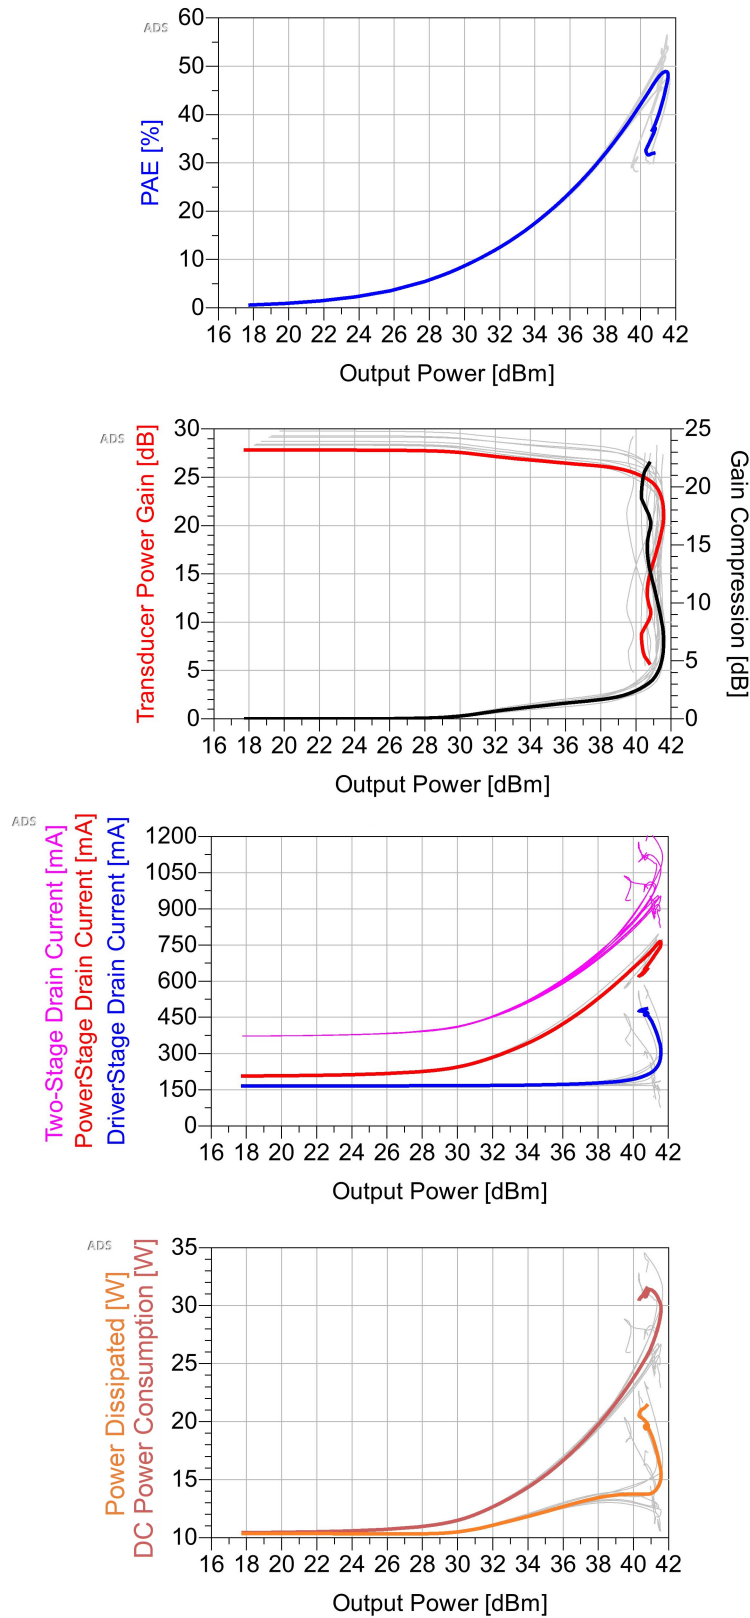 ADS
PAE [%]
60
50
40
30
20
10
0
16 18 20 22 24 26 28 30 32 34 36 38 40 42
Output Power [dBm]
ADS
Transducer Power Gain [dB]
30
25
20
15
10
5
0
25
20
15
10
5
0
Gain Compression [dB]
16 18 20 22 24 26 28 30 32 34 36 38 40 42
Output Power [dBm]
ADS
Two-Stage Drain Current [mA]
PowerStage Drain Current [mA]
DriverStage Drain Current [mA]
1200
1050
900
750
600
450
300
150
0
16 18 20 22 24 26 28 30 32 34 36 38 40 42
Output Power [dBm]
ADS
Power Dissipated [W]
DC Power Consumption [W]
35
30
25
20
15
10
16 18 20 22 24 26 28 30 32 34 36 38 40 42
Output Power [dBm]